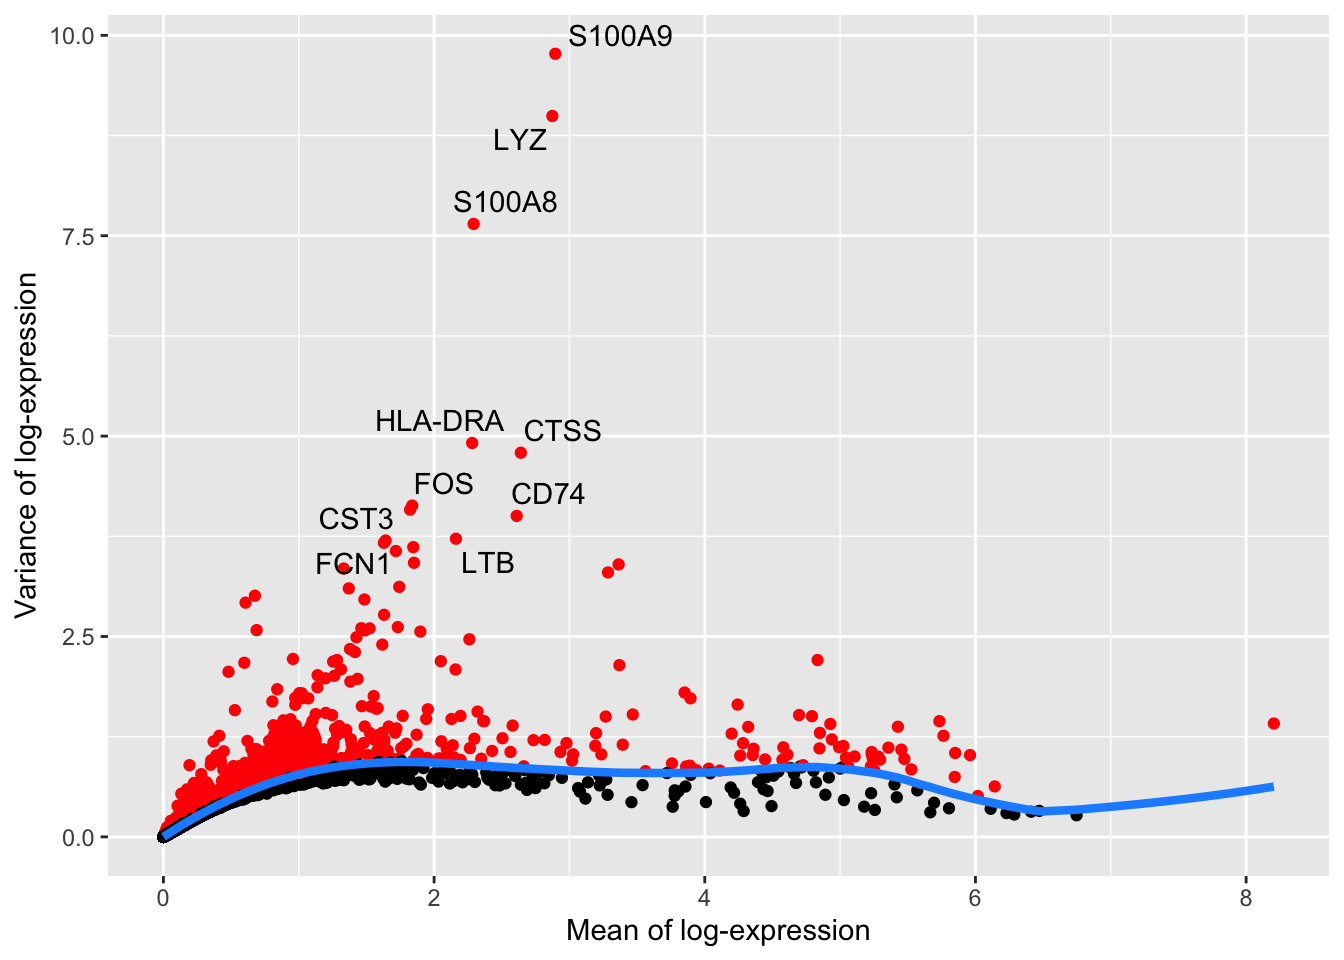 10.0
S100A9
LYZ
S100A8
7.5
HLA-DRA
CTSS
5.0
FOS
CD74
CST3
FCN1
LTB
2.5
0.0
0
2
4
6
8
Mean of log-expression
Variance of log-expression